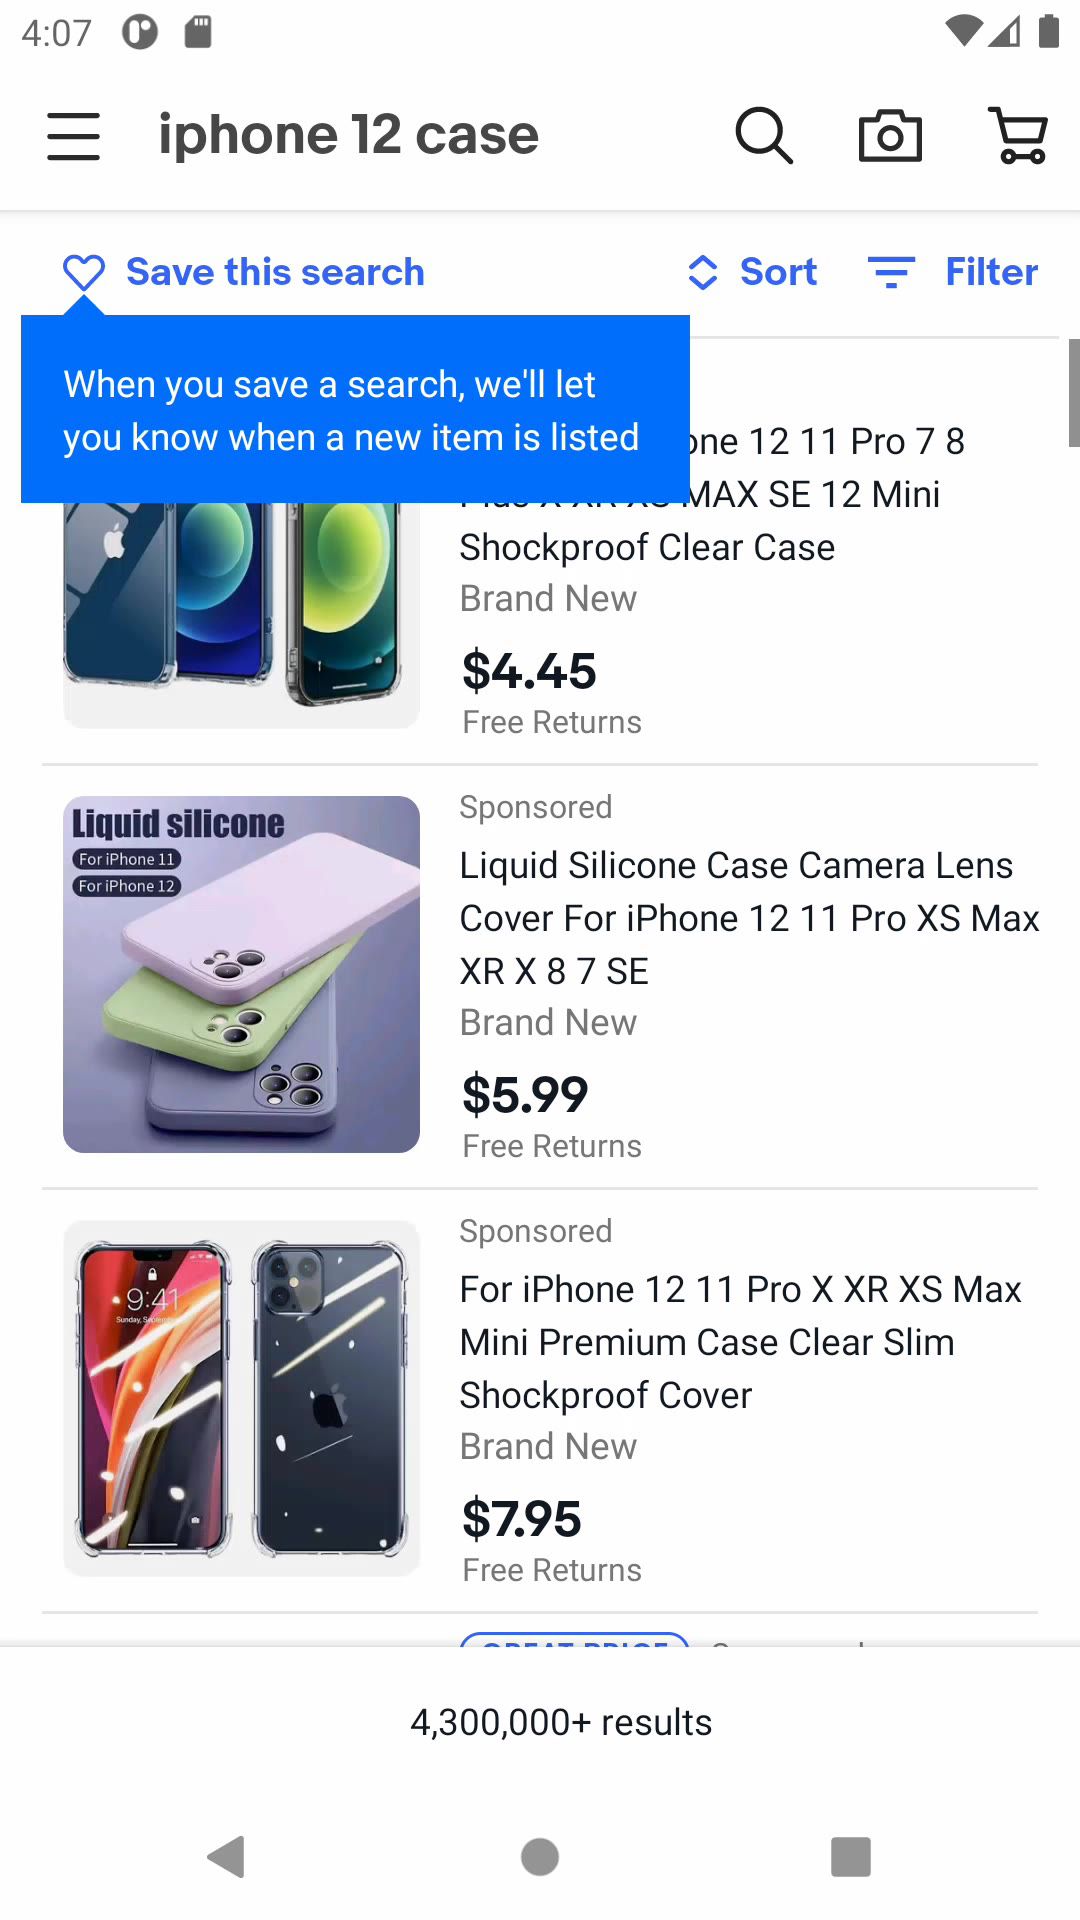 4:07
iphone 12 case
Save this search
Sort
Filter
When you save a search, we'll let
you know when a new item is listed
one 12 11 Pro 7 8
MAX SE 12 Mini
Shockproof Clear Case
Brand New
$4.45
Free Returns
Liquid silicone
For iPhone 11
For iPhone 12
Sponsored
Liquid Silicone Case Camera Lens
Cover For iPhone 12 11 Pro XS Max
XR X 8 7 SE
Brand New
$5.99
Free Returns
9:41
Sponsored
For iPhone 12 11 Pro X XR XS Max
Mini Premium Case Clear Slim
Shockproof Cover
Brand New
$7.95
Free Returns
4,300,000+ results